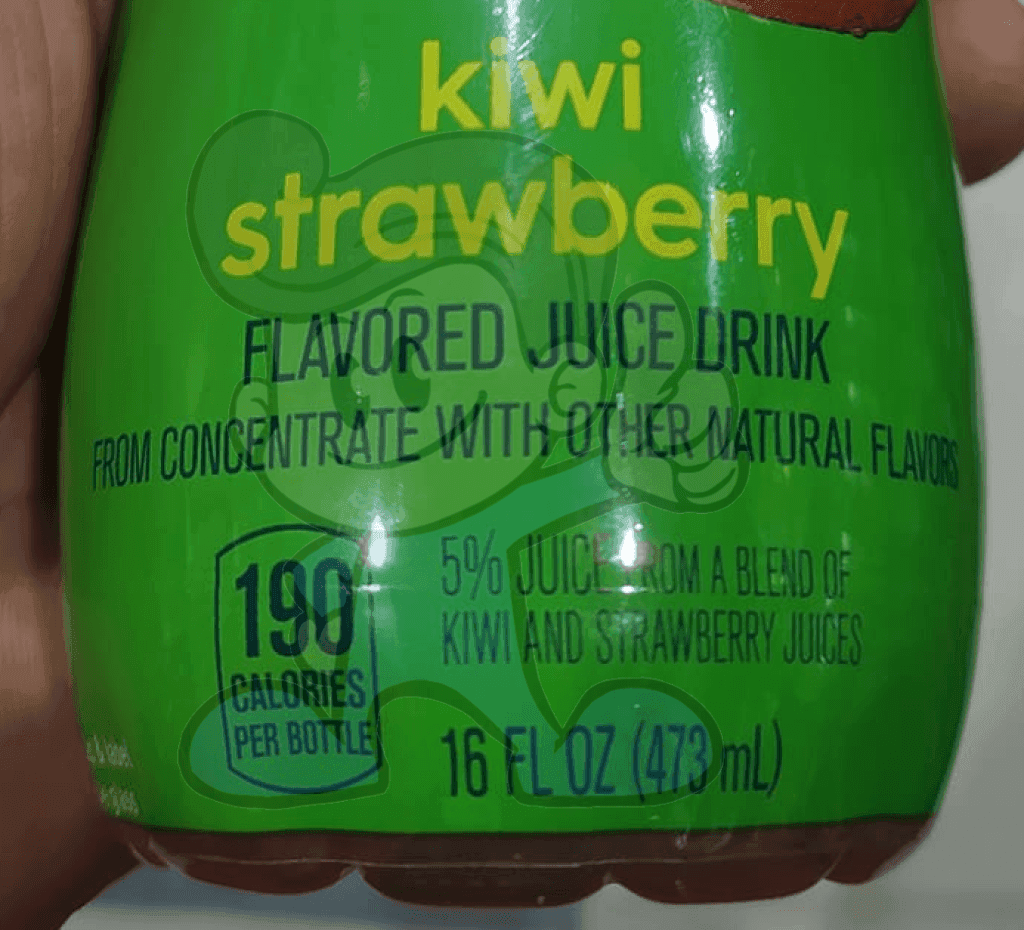 kiwi
strawberry
FLAVORED JUICE DRINK
FROM CONCENTRATE WITH OTHER NATURAL FLAVORS
190
CALORIES
PER BOTTLE
5% JUICE FROM A BLEND OF
KIWI AND STRAWBERRY JUICES
16 FL OZ (473 mL)
& label